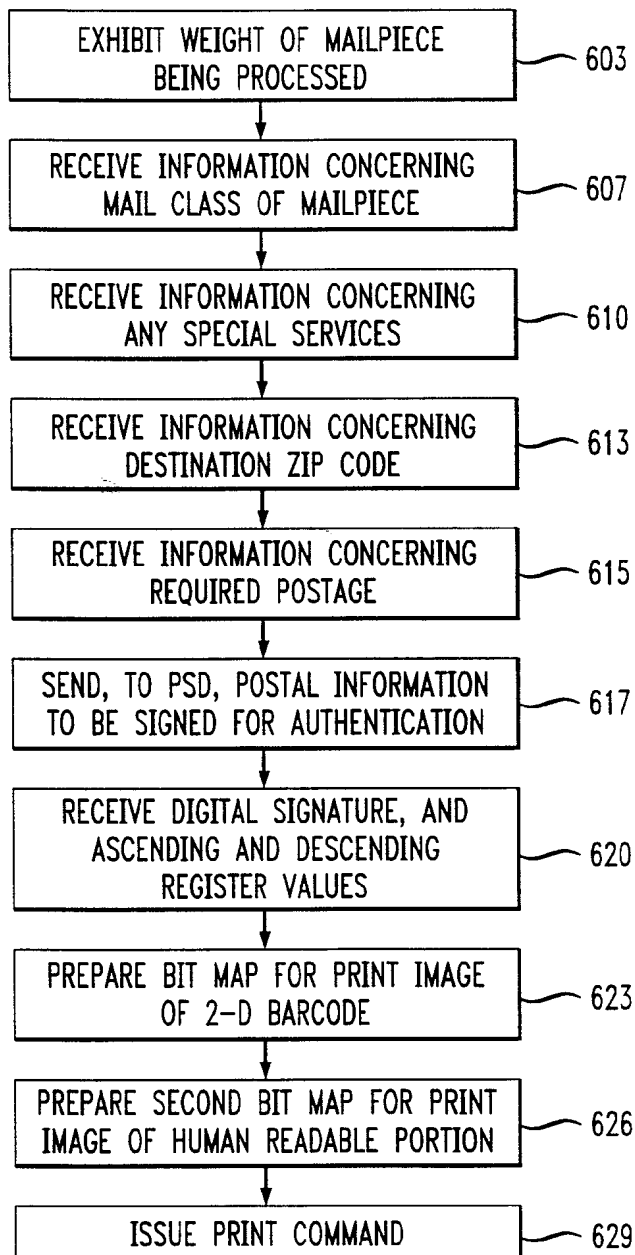 EXHIBIT WEIGHT OF MAILPIECE
BEING PROCESSED
603
RECEIVE INFORMATION CONCERNING
MAIL CLASS OF MAILPIECE
607
RECEIVE INFORMATION CONCERNING
ANY SPECIAL SERVICES
610
RECEIVE INFORMATION CONCERNING
DESTINATION ZIP CODE
613
RECEIVE INFORMATION CONCERNING
REQUIRED POSTAGE
615
SEND, TO PSD, POSTAL INFORMATION
TO BE SIGNED FOR AUTHENTICATION
617
RECEIVE DIGITAL SIGNATURE, AND
ASCENDING AND DESCENDING
REGISTER VALUES
620
PREPARE BIT MAP FOR PRINT IMAGE
OF 2-D BARCODE
623
PREPARE SECOND BIT MAP FOR PRINT
IMAGE OF HUMAN READABLE PORTION
626
ISSUE PRINT COMMAND
629